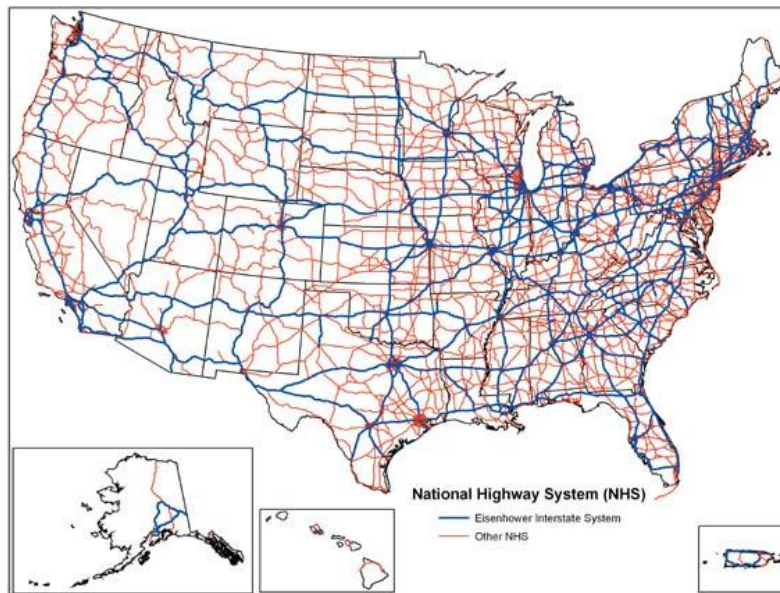 National Highway System (NHS)
Eisenhower Interstate System
Other NHS